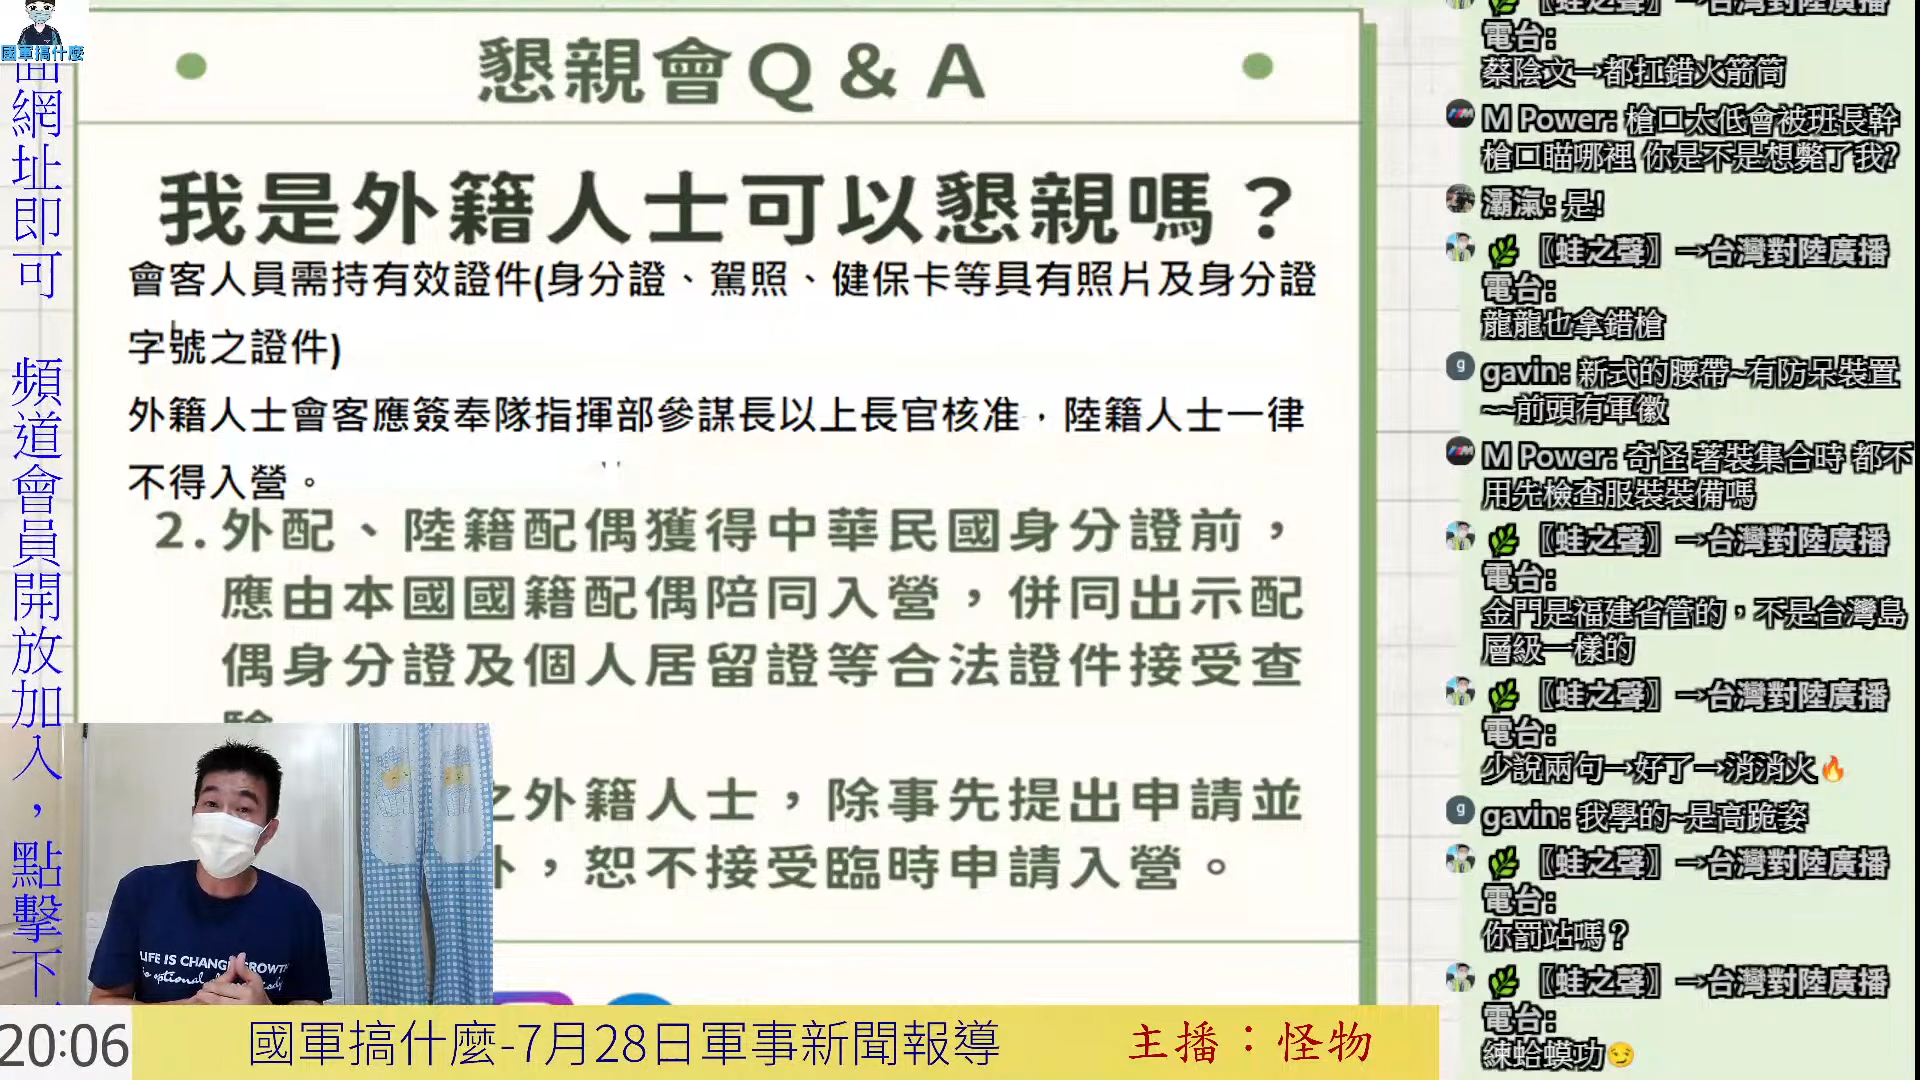 國軍搞什麼
面網址即可 頻道會員開放加入，點擊下
懇親會Q & A
我是外籍人士可以懇親嗎？
會客人員需持有效證件(身分證、駕照、健保卡等具有照片及身分證
字號之證件)
外籍人士會客應簽奉隊指揮部參謀長以上長官核准，陸籍人士一律
不得入營。
2.外配、陸籍配偶獲得中華民國身分證前，
應由本國國籍配偶陪同入營，併同出示配
偶身分證及個人居留證等合法證件接受查
之外籍人士，除事先提出申請並
外，恕不接受臨時申請入營。
LIFE IS CHANGE GROWTH
is optional
20:06
國軍搞什麼-7月28日軍事新聞報導
主播：怪物
〖蛙之聲〗→台灣對陸廣播
電台:
蔡陰文→都扛錯火箭筒
M Power: 槍口太低會被班長幹
槍口瞄哪裡 你是不是想斃了我?
灞氣: 是!
〖蛙之聲〗→台灣對陸廣播
電台:
龍龍也拿錯槍
g gavin: 新式的腰帶~有防呆裝置
~~前頭有軍徽
M Power: 奇怪 著裝集合時 都不
用先檢查服裝裝備嗎
〖蛙之聲〗→台灣對陸廣播
電台:
金門是福建省管的，不是台灣島
層級一樣的
〖蛙之聲〗→台灣對陸廣播
電台:
少說兩句→好了→消消火🔥
g gavin: 我學的~是高跪姿
〖蛙之聲〗→台灣對陸廣播
電台:
你罰站嗎？
〖蛙之聲〗→台灣對陸廣播
電台:
練蛤蟆功😏